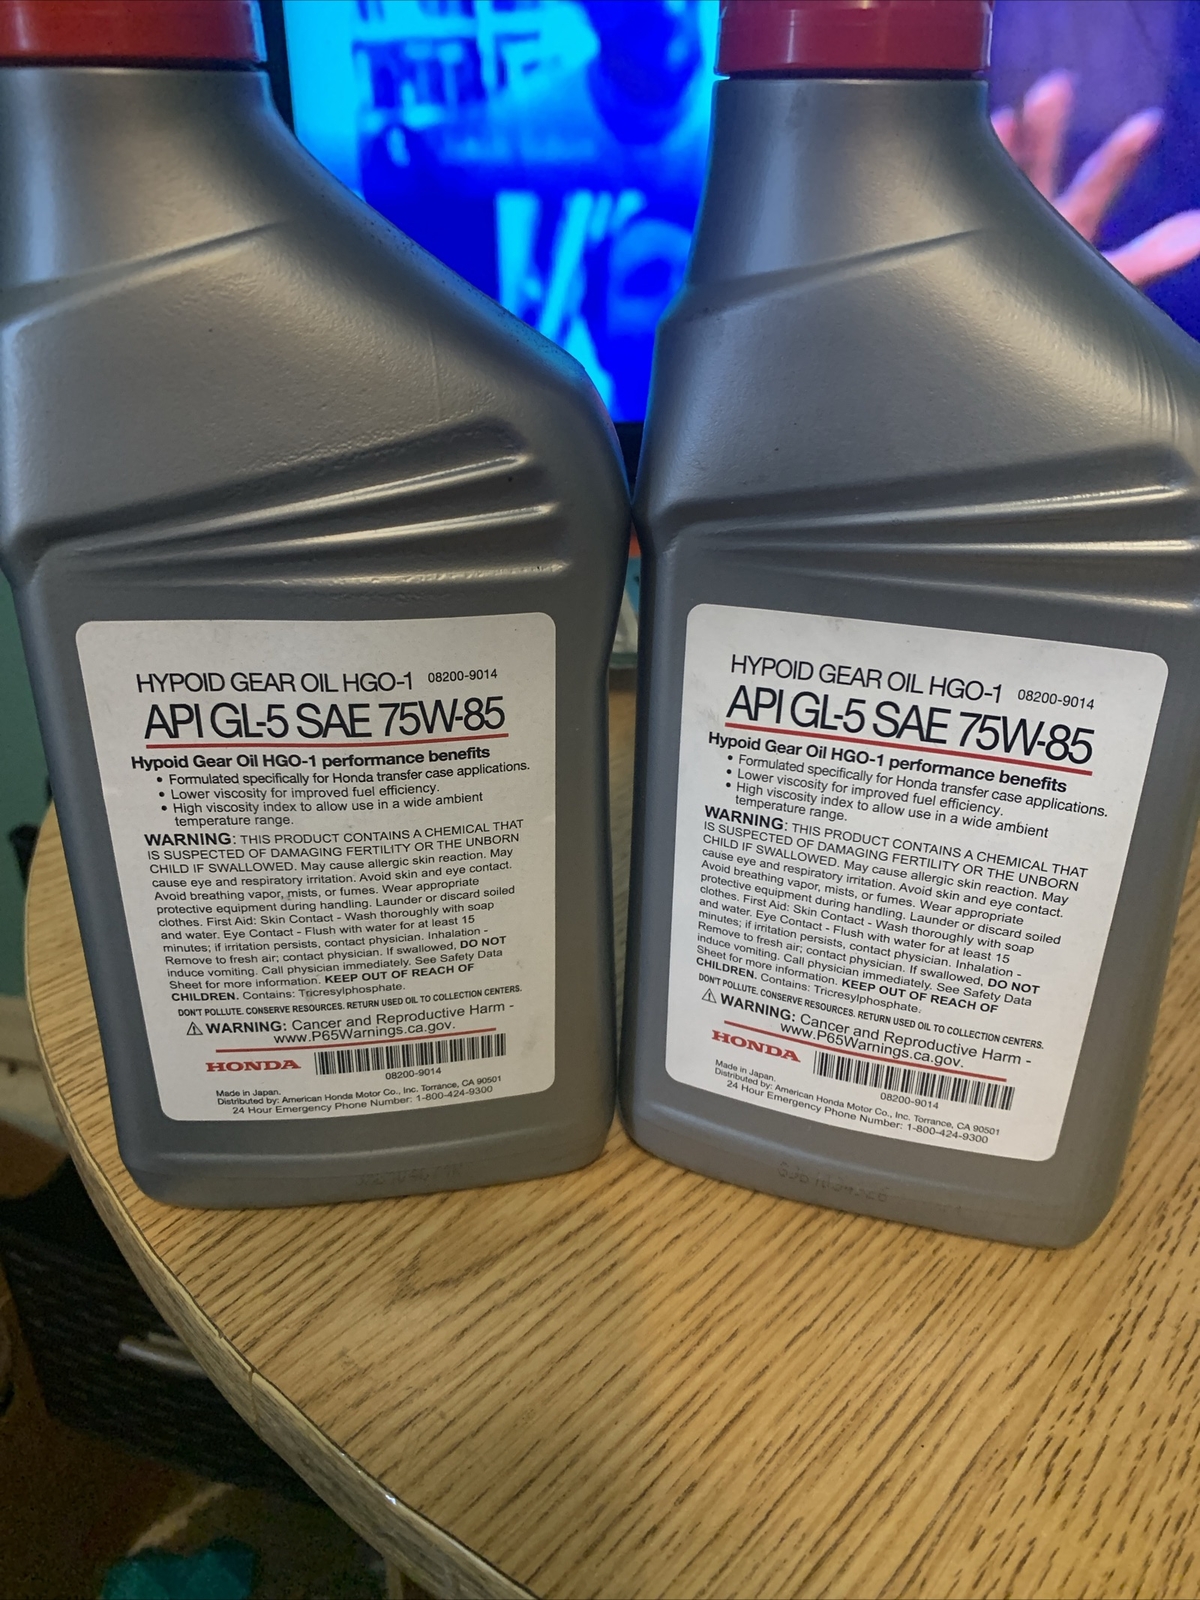 HYPOID GEAR OIL HGO-1 08200-9014
API GL-5 SAE 75W-85
Hypoid Gear Oil HGO-1 performance benefits
• Formulated specifically for Honda transfer case applications.
• Lower viscosity for improved fuel efficiency.
• High viscosity index to allow use in a wide ambient
temperature range.
WARNING: THIS PRODUCT CONTAINS A CHEMICAL THAT
IS SUSPECTED OF DAMAGING FERTILITY OR THE UNBORN
CHILD IF SWALLOWED. May cause allergic skin reaction. May
cause eye and respiratory irritation. Avoid skin and eye contact.
Avoid breathing vapor, mists, or fumes. Wear appropriate
protective equipment during handling. Launder or discard soiled
clothes. First Aid: Skin Contact - Wash thoroughly with soap
and water. Eye Contact - Flush with water for at least 15
minutes; if irritation persists, contact physician. Inhalation -
Remove to fresh air; contact physician. If swallowed, DO NOT
induce vomiting. Call physician immediately. See Safety Data
Sheet for more information. KEEP OUT OF REACH OF
CHILDREN. Contains: Tricresylphosphate.
DON'T POLLUTE. CONSERVE RESOURCES. RETURN USED OIL TO COLLECTION CENTERS.
⚠ WARNING: Cancer and Reproductive Harm -
www.P65Warnings.ca.gov.
HONDA
08200-9014
Made in Japan.
Distributed by: American Honda Motor Co., Inc. Torrance, CA 90501
24 Hour Emergency Phone Number: 1-800-424-9300
HYPOID GEAR OIL HGO-1 08200-9014
API GL-5 SAE 75W-85
Hypoid Gear Oil HGO-1 performance benefits
• Formulated specifically for Honda transfer case applications.
• Lower viscosity for improved fuel efficiency.
• High viscosity index to allow use in a wide ambient
temperature range.
WARNING: THIS PRODUCT CONTAINS A CHEMICAL THAT
IS SUSPECTED OF DAMAGING FERTILITY OR THE UNBORN
CHILD IF SWALLOWED. May cause allergic skin reaction. May
cause eye and respiratory irritation. Avoid skin and eye contact.
Avoid breathing vapor, mists, or fumes. Wear appropriate
protective equipment during handling. Launder or discard soiled
clothes. First Aid: Skin Contact - Wash thoroughly with soap
and water. Eye Contact - Flush with water for at least 15
minutes; if irritation persists, contact physician. Inhalation -
Remove to fresh air; contact physician. If swallowed, DO NOT
induce vomiting. Call physician immediately. See Safety Data
Sheet for more information. KEEP OUT OF REACH OF
CHILDREN. Contains: Tricresylphosphate.
DON'T POLLUTE. CONSERVE RESOURCES. RETURN USED OIL TO COLLECTION CENTERS.
⚠ WARNING: Cancer and Reproductive Harm -
www.P65Warnings.ca.gov.
HONDA
08200-9014
Made in Japan.
Distributed by: American Honda Motor Co., Inc. Torrance, CA 90501
24 Hour Emergency Phone Number: 1-800-424-9300